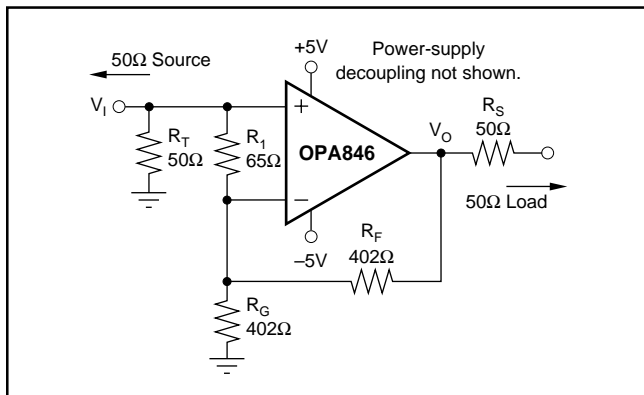 50Ω Source
+5V
Power-supply
decoupling not shown.
V_I
R_T
50Ω
R_1
65Ω
+
OPA846
−
V_O
R_S
50Ω
50Ω Load
–5V
R_F
402Ω
R_G
402Ω